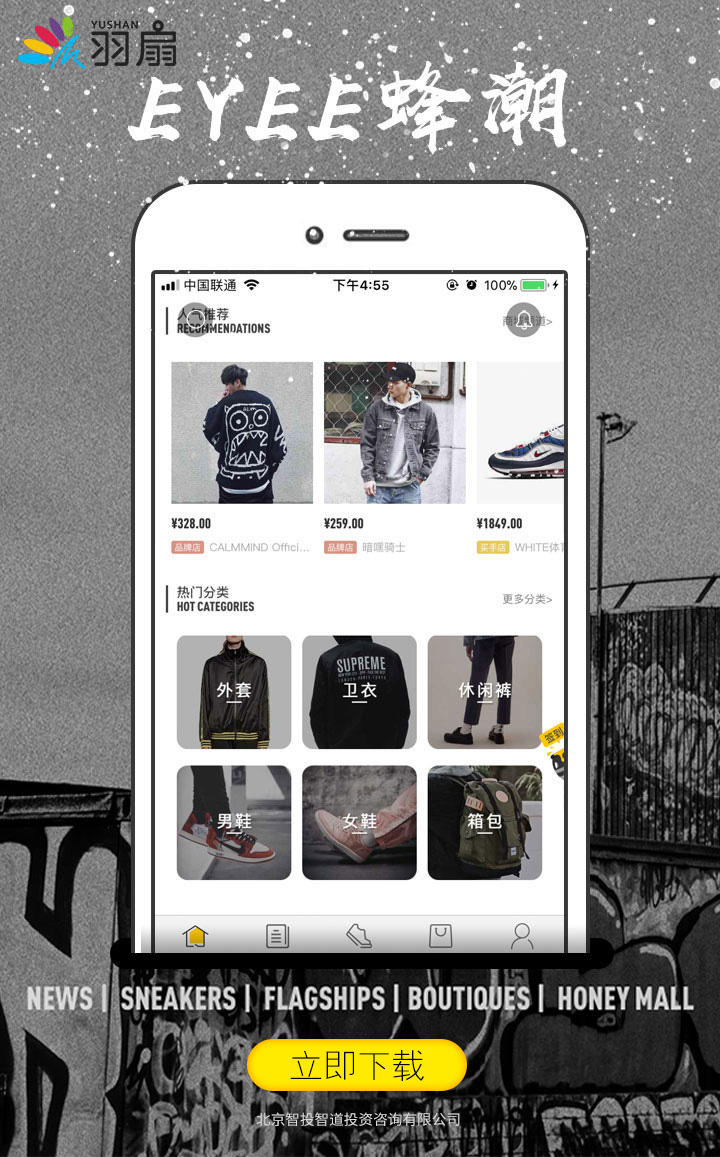 YUSHAN
羽扇
EYEE蜂潮
中国联通 下午4:55 100%
人气推荐
RECOMMENDATIONS
商城频道>
¥328.00 ¥259.00 ¥1849.00
品牌店 CALMMIND Offici... 品牌店 暗嘿骑士 买手店 WHITE体育
热门分类
HOT CATEGORIES
更多分类>
SUPREME
外套 卫衣 休闲裤
签到
男鞋 女鞋 箱包
NEWS | SNEAKERS | FLAGSHIPS | BOUTIQUES | HONEY MALL
立即下载
北京智投智道投资咨询有限公司